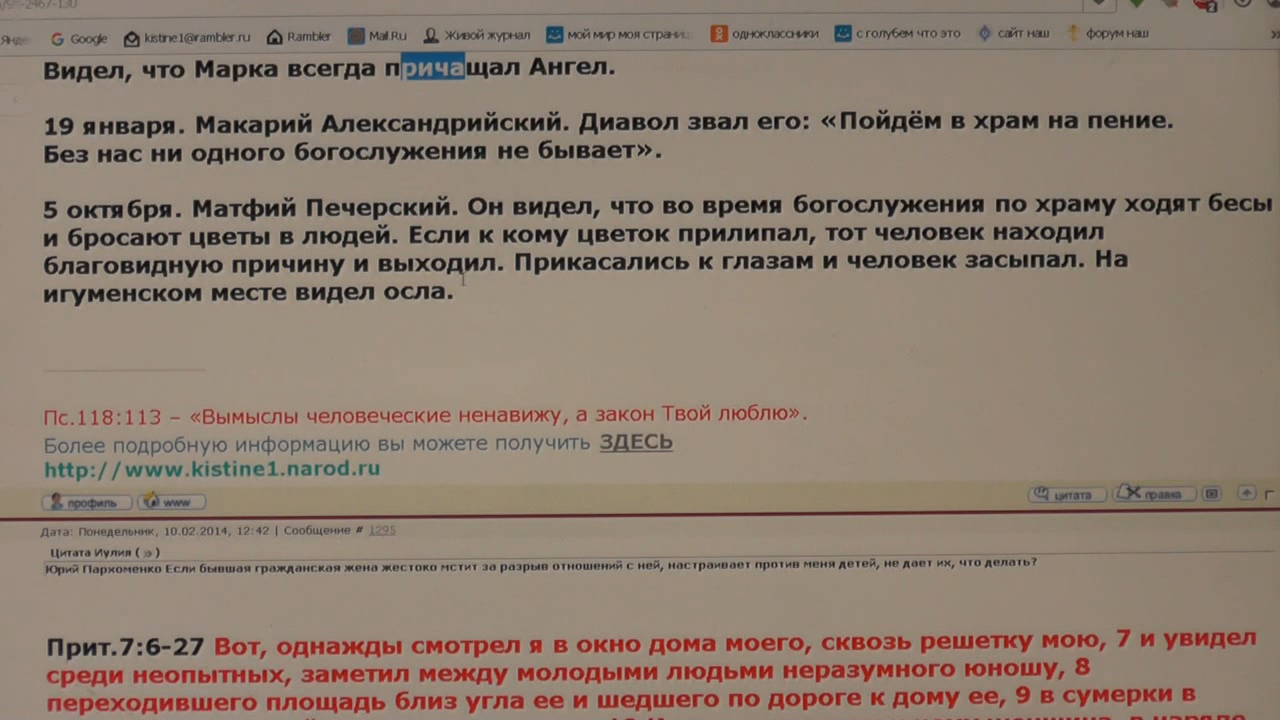 /98-2467-130
Яндекс
Google kistine1@rambler.ru Rambler Mail.Ru Живой журнал мой мир моя страниц одноклассники с голубем что это сайт наш форум наш
Видел, что Марка всегда причащал Ангел.
19 января. Макарий Александрийский. Диавол звал его: «Пойдём в храм на пение.
Без нас ни одного богослужения не бывает».
5 октября. Матфий Печерский. Он видел, что во время богослужения по храму ходят бесы
и бросают цветы в людей. Если к кому цветок прилипал, тот человек находил
благовидную причину и выходил. Прикасались к глазам и человек засыпал. На
игуменском месте видел осла.
Пс.118:113 – «Вымыслы человеческие ненавижу, а закон Твой люблю».
Более подробную информацию вы можете получить ЗДЕСЬ
http://www.kistine1.narod.ru
профиль www цитата правка
Дата: Понедельник, 10.02.2014, 12:42 | Сообщение # 1295
Цитата Иулия ( » )
Юрий Пархоменко Если бывшая гражданская жена жестоко мстит за разрыв отношений с ней, настраивает против меня детей, не дает их, что делать?
Прит.7:6-27 Вот, однажды смотрел я в окно дома моего, сквозь решетку мою, 7 и увидел
среди неопытных, заметил между молодыми людьми неразумного юношу, 8
переходившего площадь близ угла ее и шедшего по дороге к дому ее, 9 в сумерки в